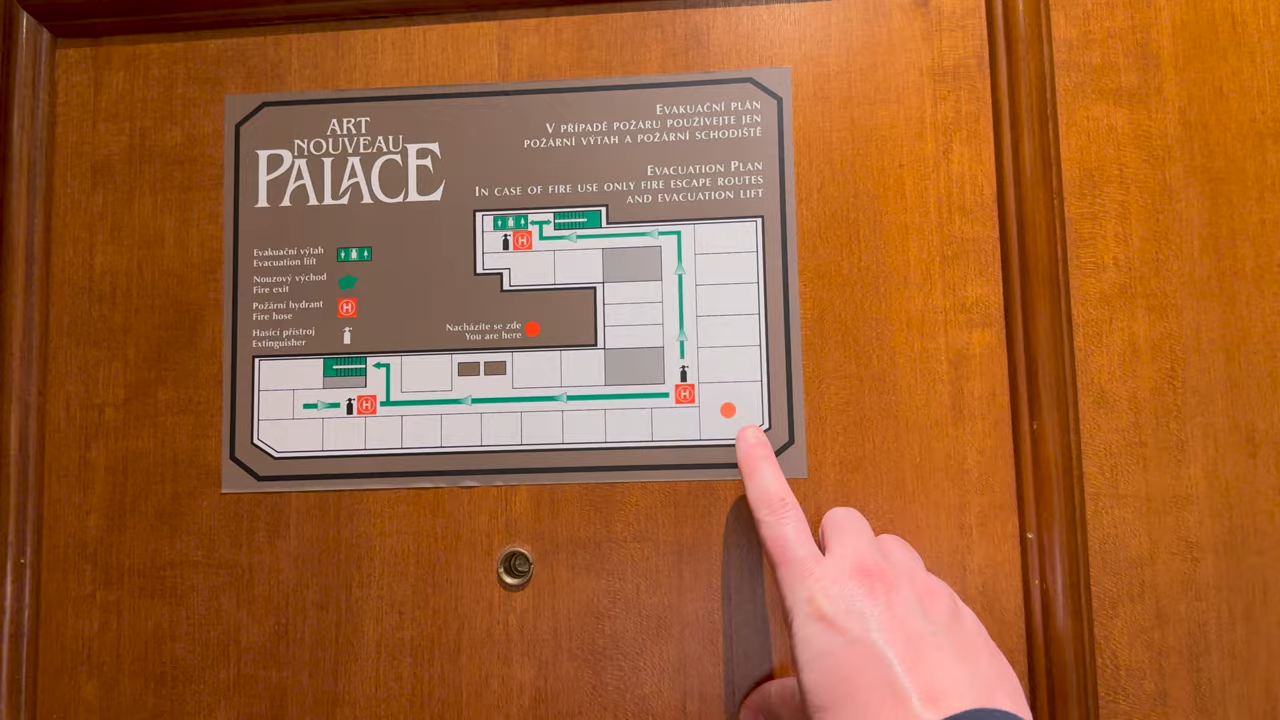 ART
NOUVEAU
PALACE
EVAKUAČNÍ PLÁN
V PŘÍPADĚ POŽÁRU POUŽÍVEJTE JEN
POŽÁRNÍ VÝTAH A POŽÁRNÍ SCHODIŠTĚ
EVACUATION PLAN
IN CASE OF FIRE USE ONLY FIRE ESCAPE ROUTES
AND EVACUATION LIFT
Evakuační výtah
Evacuation lift
Nouzový východ
Fire exit
Požární hydrant
Fire hose
H
Hasící přístroj
Extinguisher
Nacházíte se zde
You are here
H
H
H